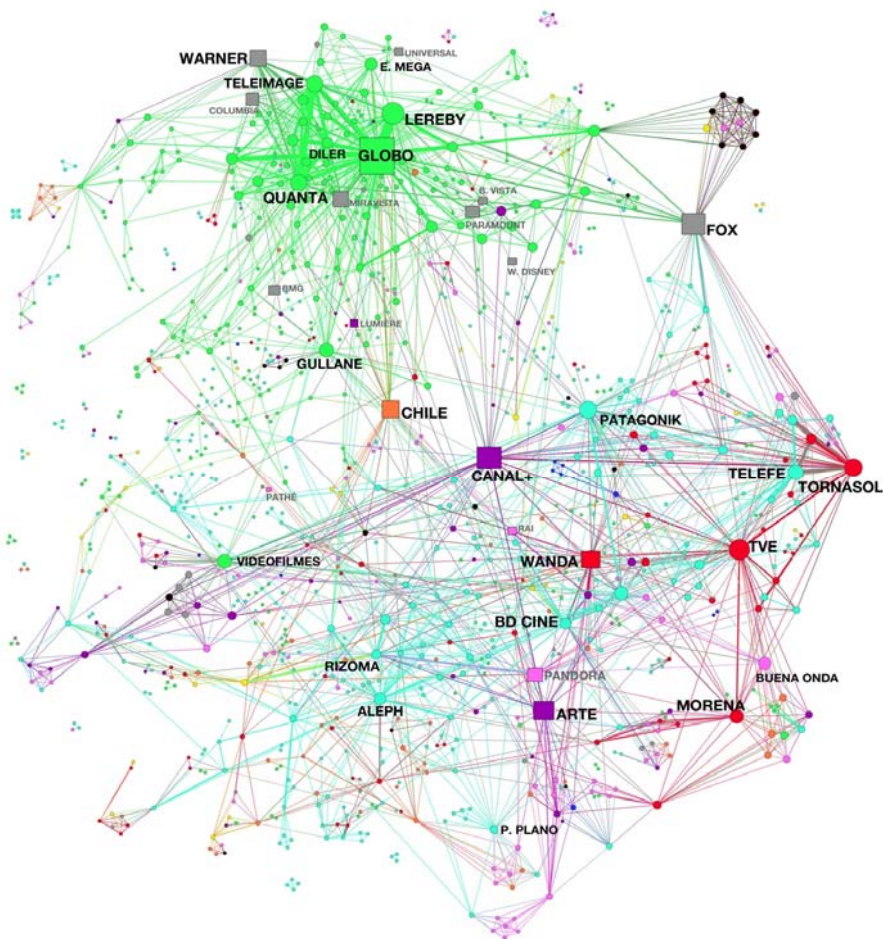 UNIVERSAL
WARNER
E. MEGA
TELEIMAGE
COLUMBIA
LEREBY
DILER
GLOBO
QUANTA
MIRAVISTA
B. VISTA
PARAMOUNT
FOX
W. DISNEY
BMG
LUMIERE
GULLANE
CHILE
PATAGONIK
CANAL+
TELEFE
TORNASOL
PATHÉ
RAI
TVE
VIDEOFILMES
WANDA
BD CINE
RIZOMA
PANDORA
BUENA ONDA
ALEPH
ARTE
MORENA
P. PLANO